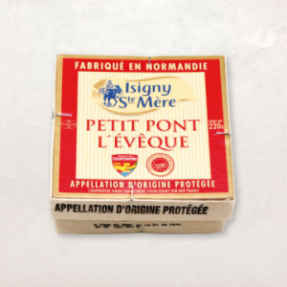 FABRIQUÉ EN NORMANDIE
Isigny
Ste Mère
220g
PETIT PONT
L'ÉVÊQUE
APPELLATION D'ORIGINE PROTÉGÉE
APPELLATION D'ORIGINE PROTÉGÉE